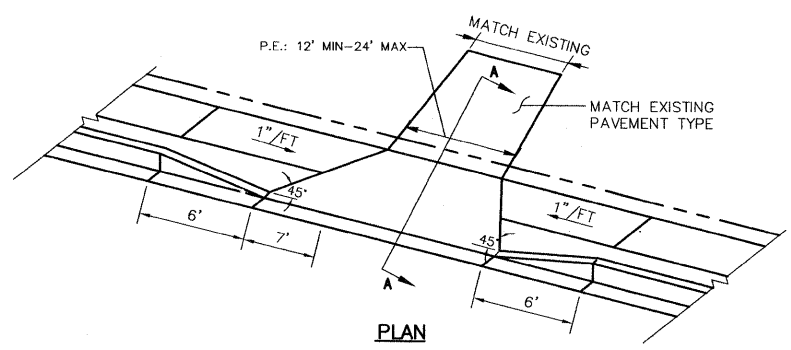 MATCH EXISTING
P.E.: 12' MIN-24' MAX
A
MATCH EXISTING
PAVEMENT TYPE
1"/FT
45°
1"/FT
6'
7'
45°
A
6'
PLAN